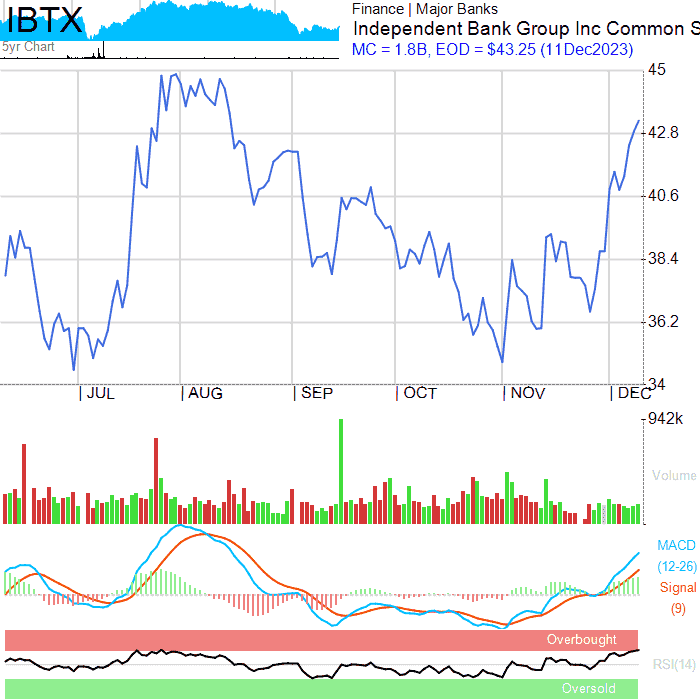 IBTX
5yr Chart
Finance | Major Banks
Independent Bank Group Inc Common S
MC = 1.8B, EOD = $43.25 (11Dec2023)
45
42.8
40.6
38.4
36.2
34
JUL
AUG
SEP
OCT
NOV
DEC
942k
Volume
MACD
(12-26)
Signal
(9)
Overbought
RSI(14)
Oversold